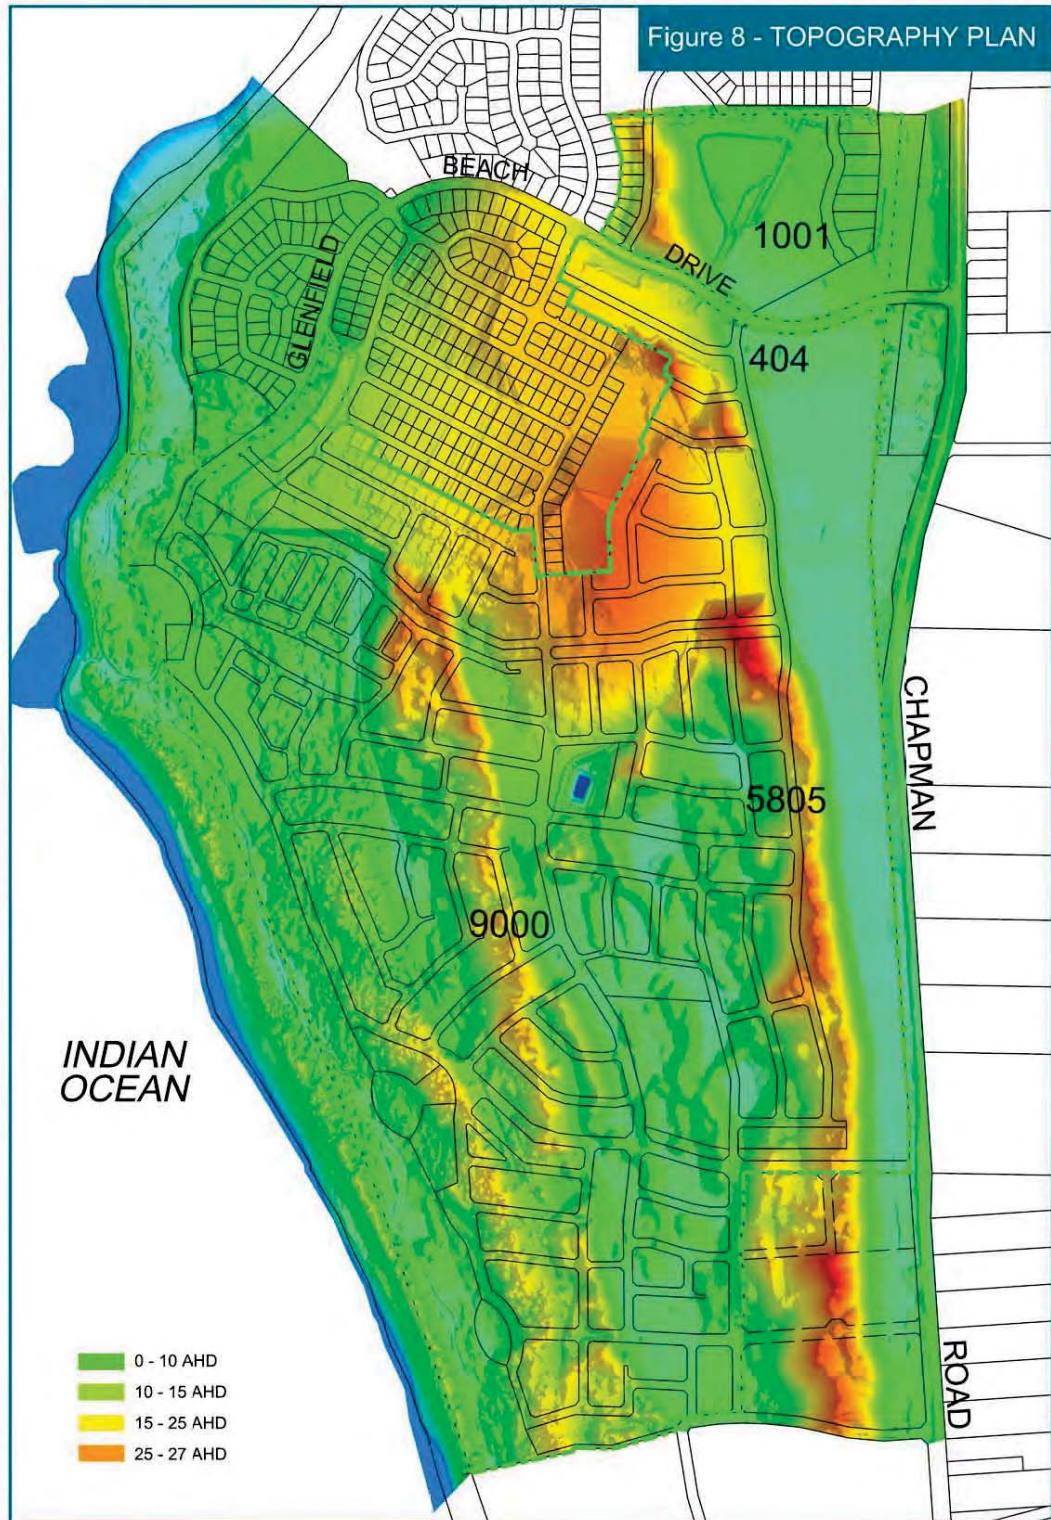 Figure 8 - TOPOGRAPHY PLAN
BEACH
DRIVE
1001
GLENFIELD
404
CHAPMAN
5805
9000
INDIAN
OCEAN
ROAD
0 - 10 AHD
10 - 15 AHD
15 - 25 AHD
25 - 27 AHD